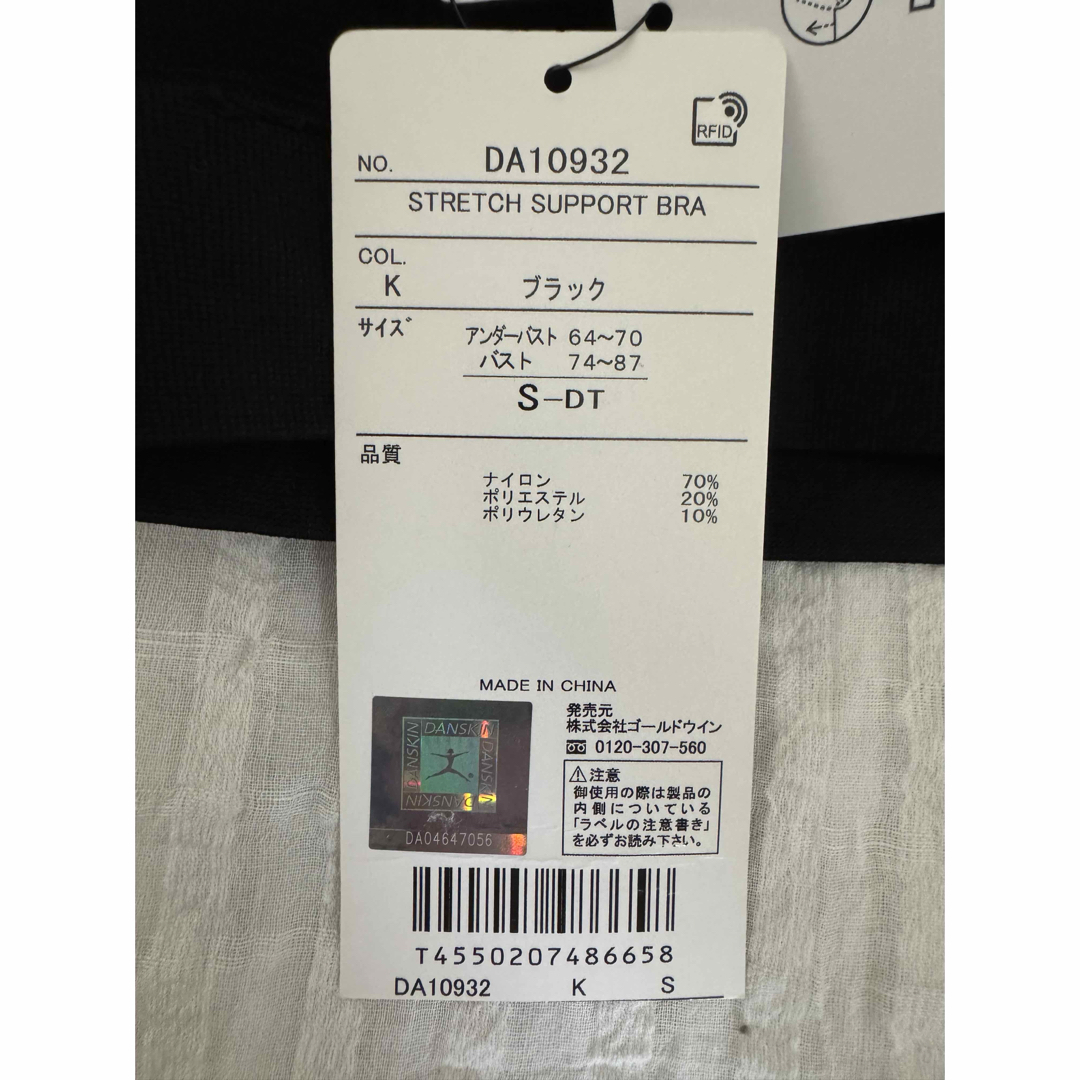 RFID
NO. DA10932
STRETCH SUPPORT BRA
COL.
K ブラック
サイズ アンダーバスト 64〜70
バスト 74〜87
S-DT
品質
ナイロン 70%
ポリエステル 20%
ポリウレタン 10%
MADE IN CHINA
発売元
株式会社ゴールドウイン
0120-307-560
注意
御使用の際は製品の
内側についている
「ラベルの注意書き」
を必ずお読み下さい。
DANSKIN
DANSKIN
DANSKIN
DANSKIN
DA04647056
T4550207486658
DA10932 K S